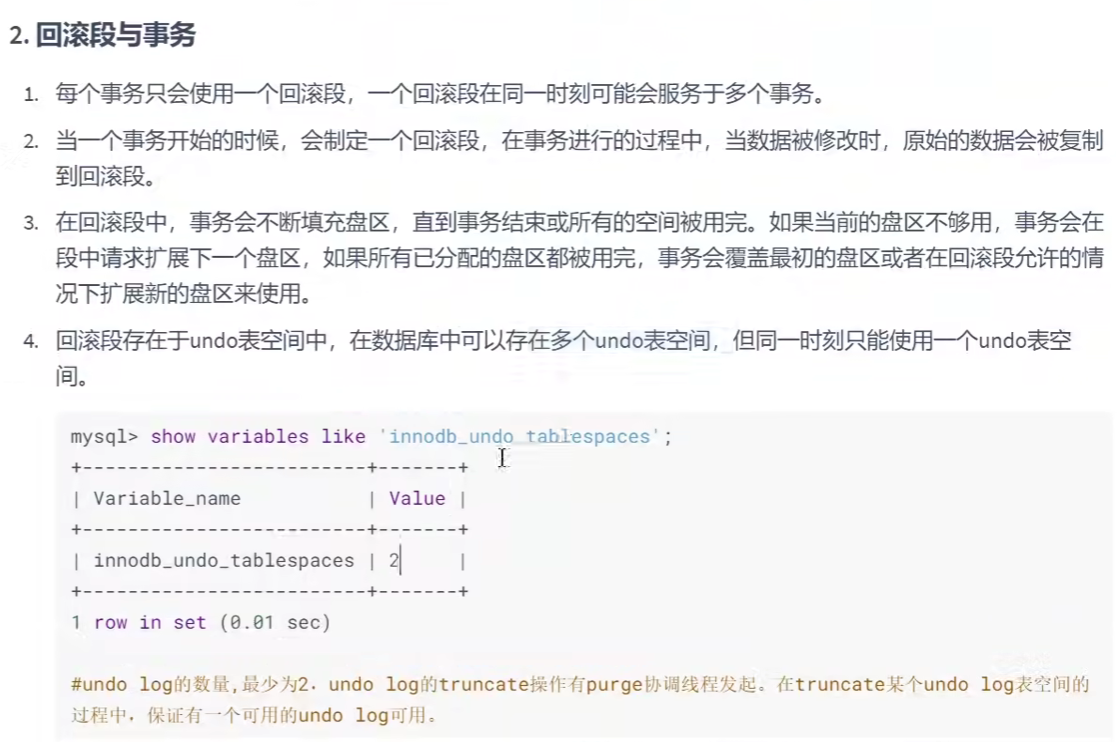 2. 回滚段与事务
1. 每个事务只会使用一个回滚段，一个回滚段在同一时刻可能会服务于多个事务。
2. 当一个事务开始的时候，会制定一个回滚段，在事务进行的过程中，当数据被修改时，原始的数据会被复制
到回滚段。
3. 在回滚段中，事务会不断填充盘区，直到事务结束或所有的空间被用完。如果当前的盘区不够用，事务会在
段中请求扩展下一个盘区，如果所有已分配的盘区都被用完，事务会覆盖最初的盘区或者在回滚段允许的情
况下扩展新的盘区来使用。
4. 回滚段存在于undo表空间中，在数据库中可以存在多个undo表空间，但同一时刻只能使用一个undo表空
间。
mysql> show variables like 'innodb_undo_tablespaces';
+-------------------------+-------+
| Variable_name           | Value |
+-------------------------+-------+
| innodb_undo_tablespaces | 2     |
+-------------------------+-------+
1 row in set (0.01 sec)
#undo log的数量,最少为2. undo log的truncate操作有purge协调线程发起。在truncate某个undo log表空间的
过程中，保证有一个可用的undo log可用。